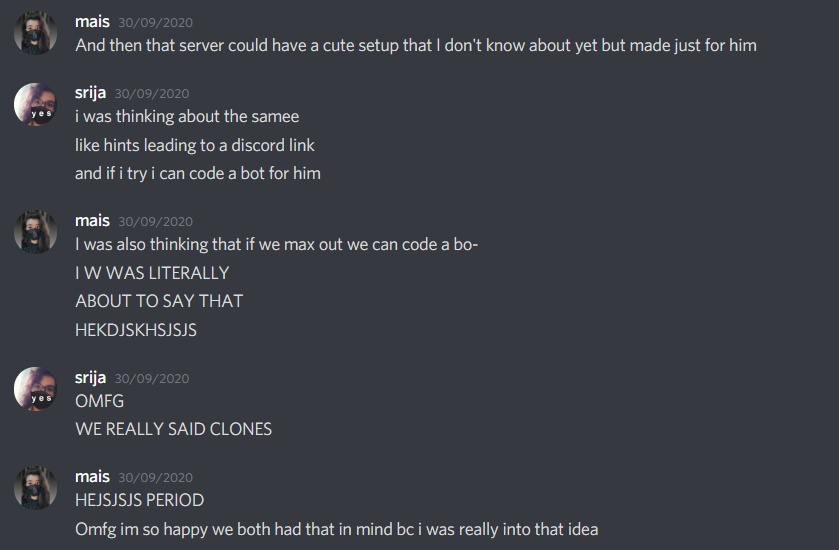 mais 30/09/2020
And then that server could have a cute setup that I don't know about yet but made just for him
srija 30/09/2020
i was thinking about the samee
yes
like hints leading to a discord link
and if i try i can code a bot for him
mais 30/09/2020
I was also thinking that if we max out we can code a bo-
I W WAS LITERALLY
ABOUT TO SAY THAT
HEKDJSKHSJSJS
srija 30/09/2020
OMFG
yes
WE REALLY SAID CLONES
mais 30/09/2020
HEJSJSJS PERIOD
Omfg im so happy we both had that in mind bc i was really into that idea